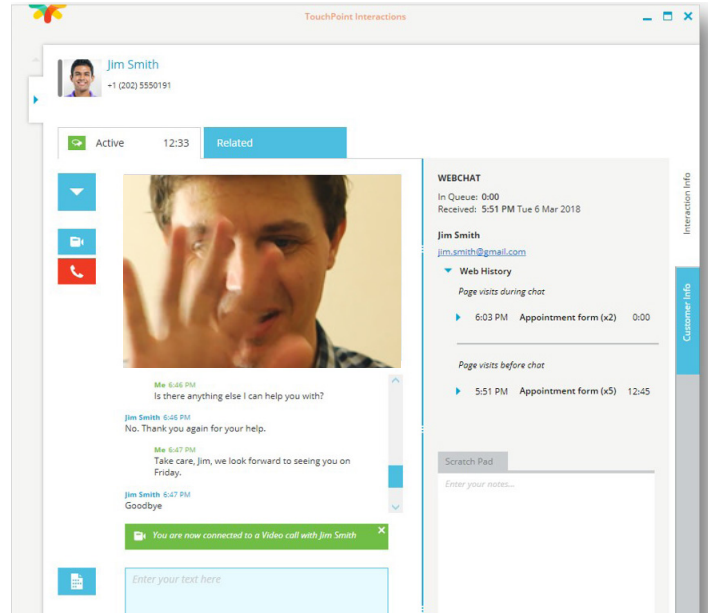 TouchPoint Interactions
Jim Smith
+1 (202) 5550191
Active 12:33 Related
WEBCHAT
In Queue: 0:00
Received: 5:51 PM Tue 6 Mar 2018
Jim Smith
jim.smith@gmail.com
Web History
Page visits during chat
6:03 PM Appointment form (x2) 0:00
Page visits before chat
5:51 PM Appointment form (x5) 12:45
Scratch Pad
Enter your notes...
Interaction Info
Customer Info
Me 6:46 PM
Is there anything else I can help you with?
Jim Smith 6:46 PM
No. Thank you again for your help.
Me 6:47 PM
Take care, Jim, we look forward to seeing you on
Friday.
Jim Smith 6:47 PM
Goodbye
You are now connected to a Video call with Jim Smith
Enter your text here